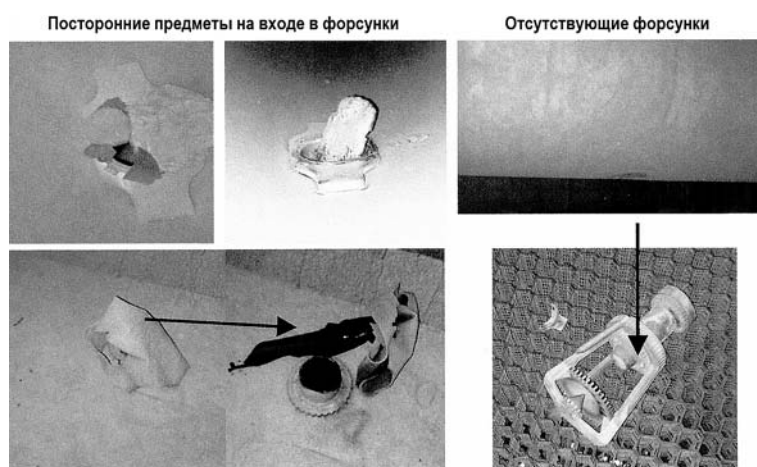 Посторонние предметы на входе в форсунки
Отсутствующие форсунки